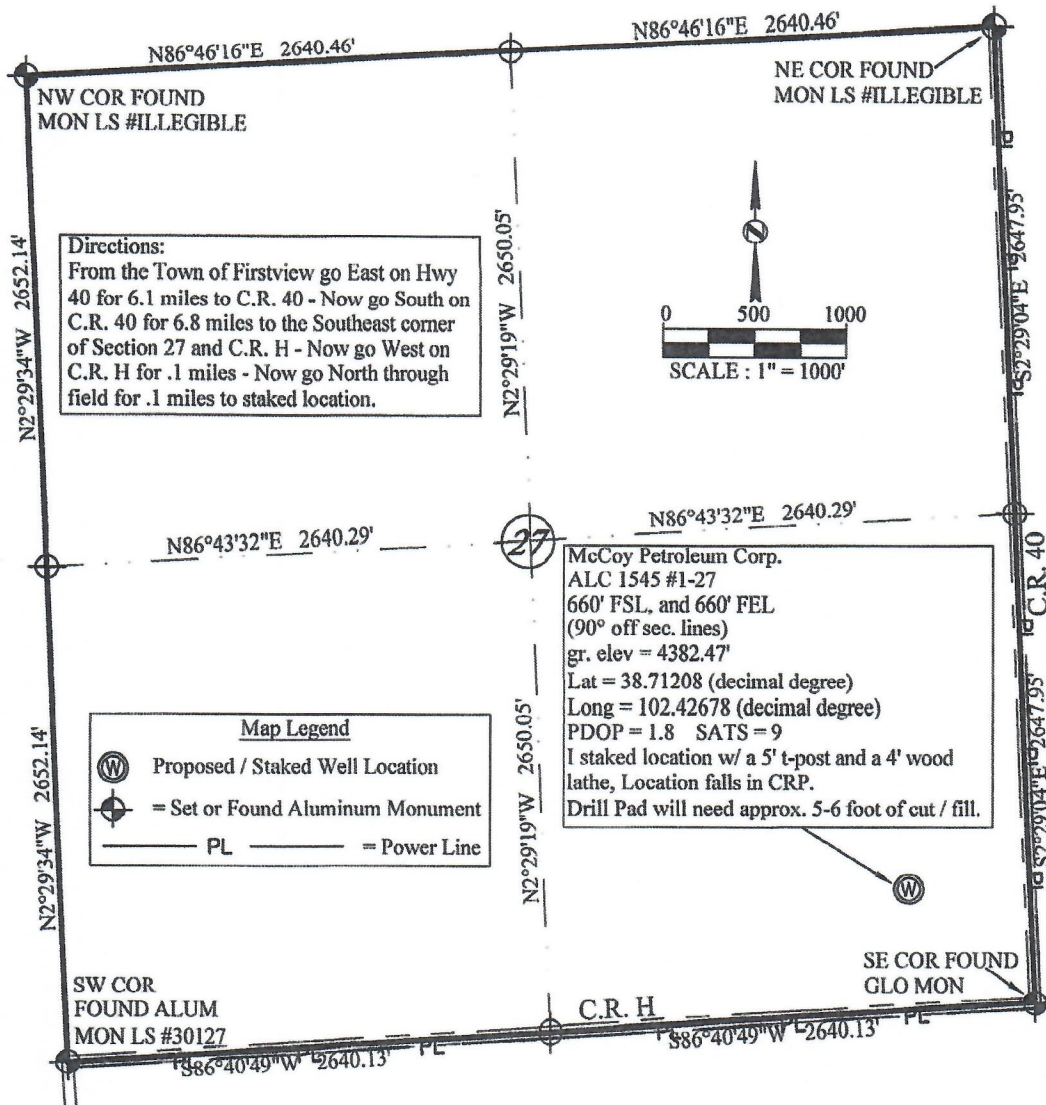 N86°46'16"E 2640.46'
N86°46'16"E 2640.46'
NW COR FOUND
MON LS #ILLEGIBLE
NE COR FOUND
MON LS #ILLEGIBLE
PL
N2°29'34"W 2652.14'
N2°29'19"W 2650.05'
S2°29'04"E 2647.95'
Directions:
From the Town of Firstview go East on Hwy
40 for 6.1 miles to C.R. 40 - Now go South on
C.R. 40 for 6.8 miles to the Southeast corner
of Section 27 and C.R. H - Now go West on
C.R. H for .1 miles - Now go North through
field for .1 miles to staked location.
N
0 500 1000
SCALE : 1" = 1000'
PL
PL
N86°43'32"E 2640.29'
27
N86°43'32"E 2640.29'
C.R. 40
McCoy Petroleum Corp.
ALC 1545 #1-27
660' FSL, and 660' FEL
(90° off sec. lines)
gr. elev = 4382.47'
Lat = 38.71208 (decimal degree)
Long = 102.42678 (decimal degree)
PDOP = 1.8 SATS = 9
I staked location w/ a 5' t-post and a 4' wood
lathe, Location falls in CRP.
Drill Pad will need approx. 5-6 foot of cut / fill.
PL
PL
PL
N2°29'34"W 2652.14'
N2°29'19"W 2650.05'
S2°29'04"E 2647.95'
Map Legend
W Proposed / Staked Well Location
= Set or Found Aluminum Monument
PL = Power Line
W
SE COR FOUND
GLO MON
SW COR
FOUND ALUM
MON LS #30127
C.R. H
PL PL PL PL PL PL
S86°40'49"W 2640.13'
S86°40'49"W 2640.13'